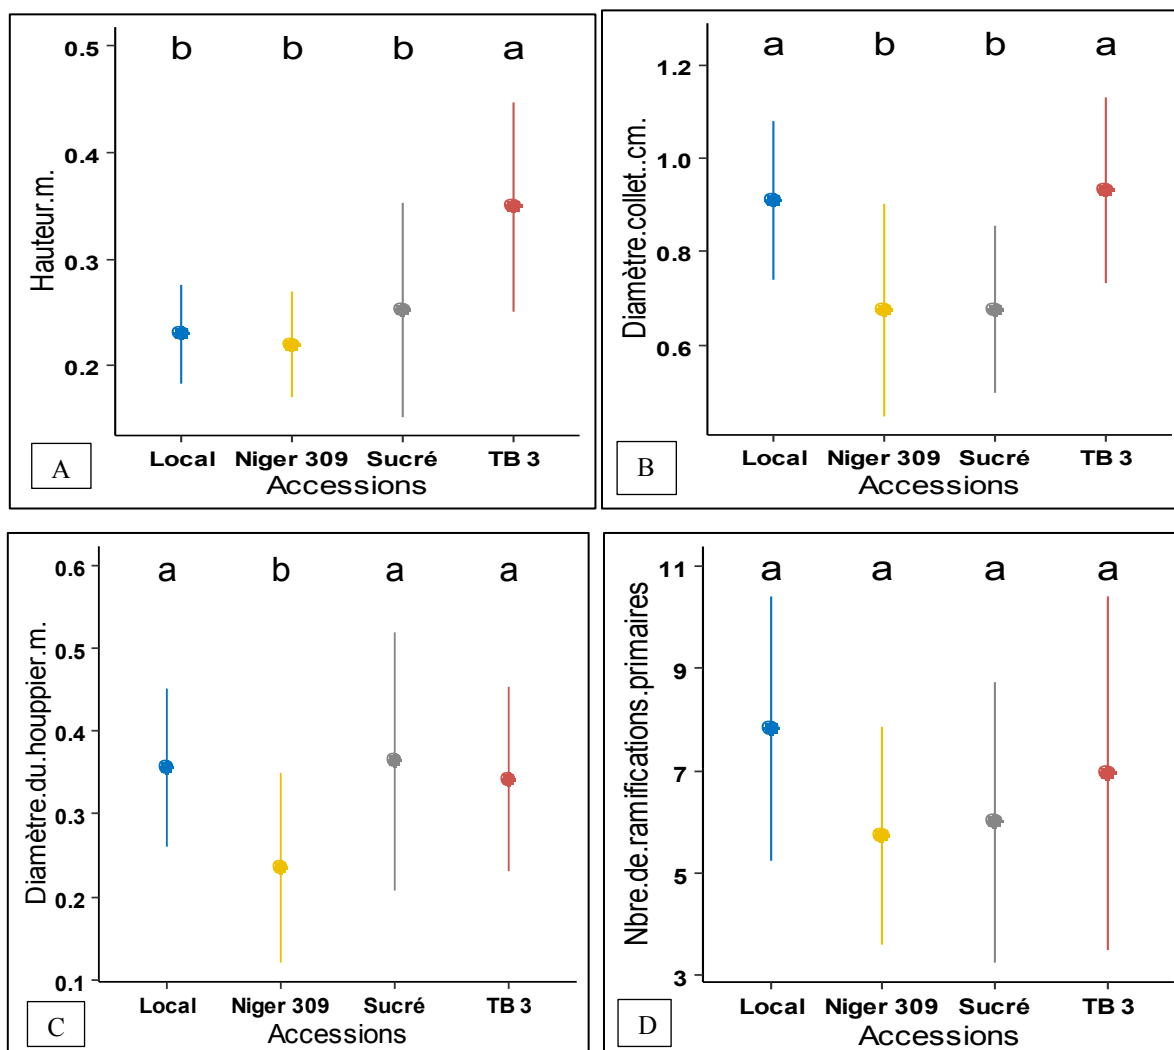 b b b a
0.5
0.4
0.3
0.2
Hauteur.m.
Local Niger 309 Sucré TB 3
Accessions
A
a b b a
1.2
1.0
0.8
0.6
Diamètre.collet..cm.
Local Niger 309 Sucré TB 3
Accessions
B
a b a a
0.6
0.5
0.4
0.3
0.2
0.1
Diamètre.du.houppier.m.
Local Niger 309 Sucré TB 3
Accessions
C
a a a a
11
9
7
5
3
Nbre.de.ramifications.primaires
Local Niger 309 Sucré TB 3
Accessions
D